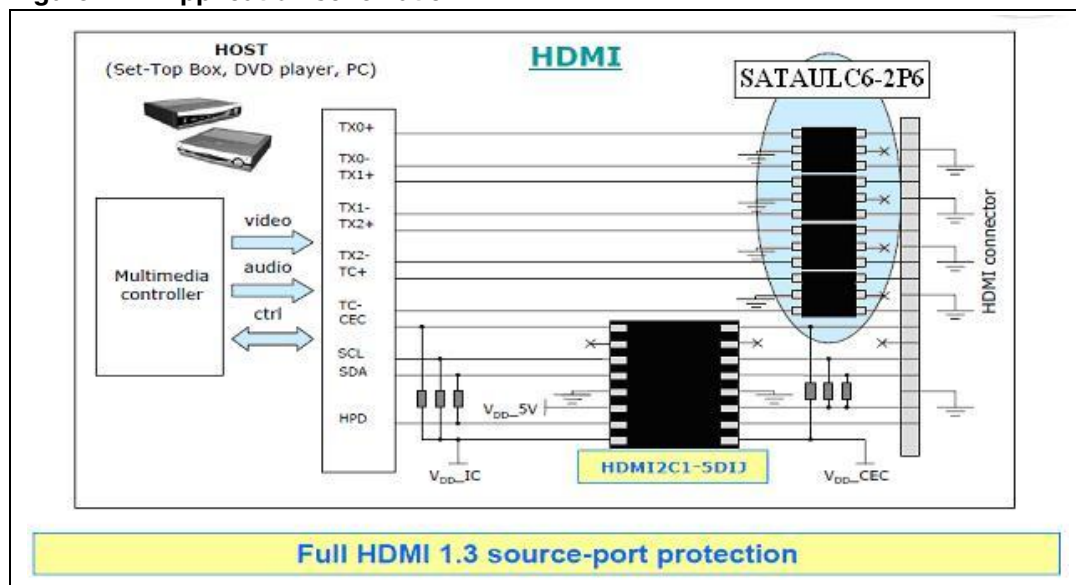 HOST
(Set-Top Box, DVD player, PC)
HDMI
SATAULC6-2P6
TX0+
TX0-
TX1+
TX1-
TX2+
TX2-
TC+
TC-
CEC
SCL
SDA
HPD
Multimedia
controller
video
audio
ctrl
VDD_5V
VDD_IC
HDMI2C1-5DIJ
VDD_CEC
HDMI connector
Full HDMI 1.3 source-port protection